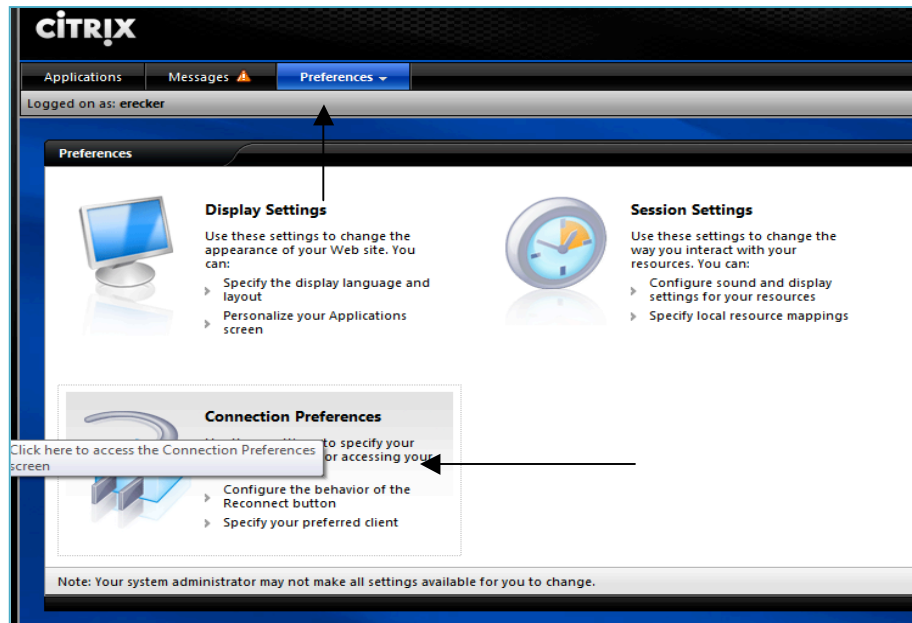 CITRIX
Applications Messages Preferences
Logged on as: erecker
Preferences
Display Settings
Use these settings to change the
appearance of your Web site. You
can:
Specify the display language and
layout
Personalize your Applications
screen
Session Settings
Use these settings to change the
way you interact with your
resources. You can:
Configure sound and display
settings for your resources
Specify local resource mappings
Connection Preferences
to specify your
or accessing your
Click here to access the Connection Preferences
screen
Configure the behavior of the
Reconnect button
Specify your preferred client
Note: Your system administrator may not make all settings available for you to change.